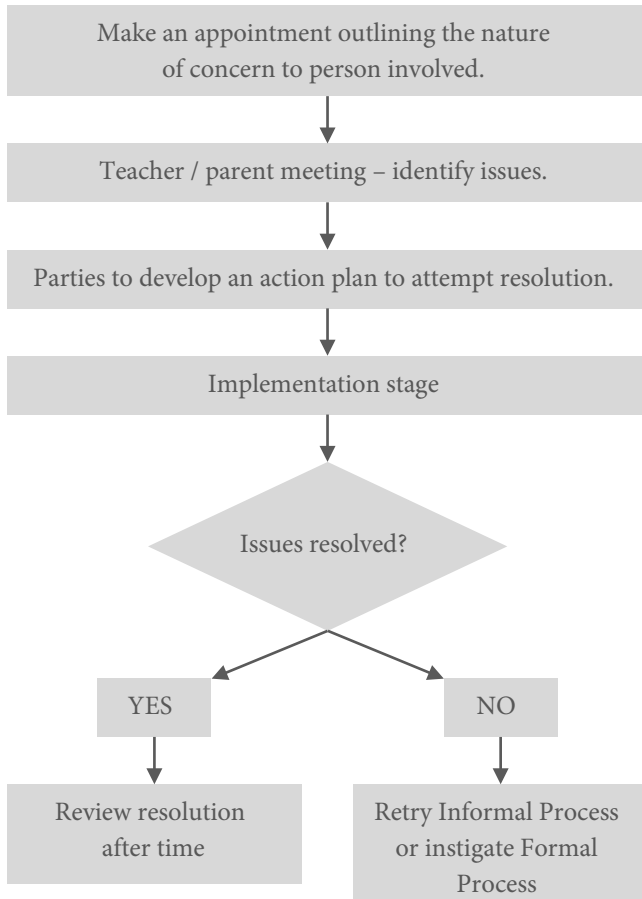 Make an appointment outlining the nature
of concern to person involved.
Teacher / parent meeting – identify issues.
Parties to develop an action plan to attempt resolution.
Implementation stage
Issues resolved?
YES
NO
Review resolution
after time
Retry Informal Process
or instigate Formal
Process